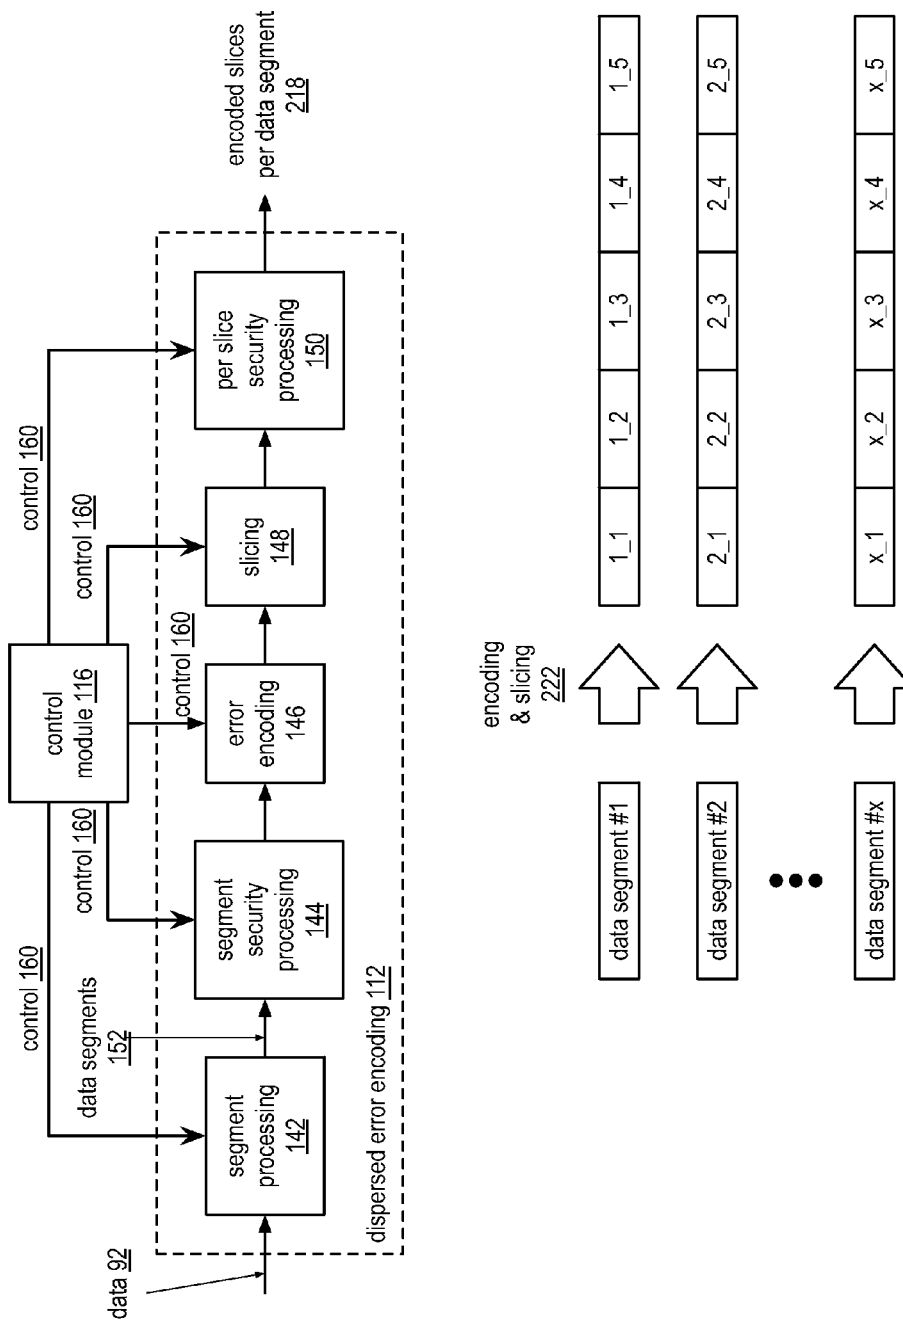 control 160
control
module 116
control 160
control 160
control 160
control 160
data segments
152
data 92
segment
processing
142
segment
security
processing
144
error
encoding
146
slicing
148
per slice
security
processing
150
encoded slices
per data segment
218
dispersed error encoding 112
encoding
& slicing
222
data segment #1
1_1
1_2
1_3
1_4
1_5
data segment #2
2_1
2_2
2_3
2_4
2_5
data segment #x
x_1
x_2
x_3
x_4
x_5